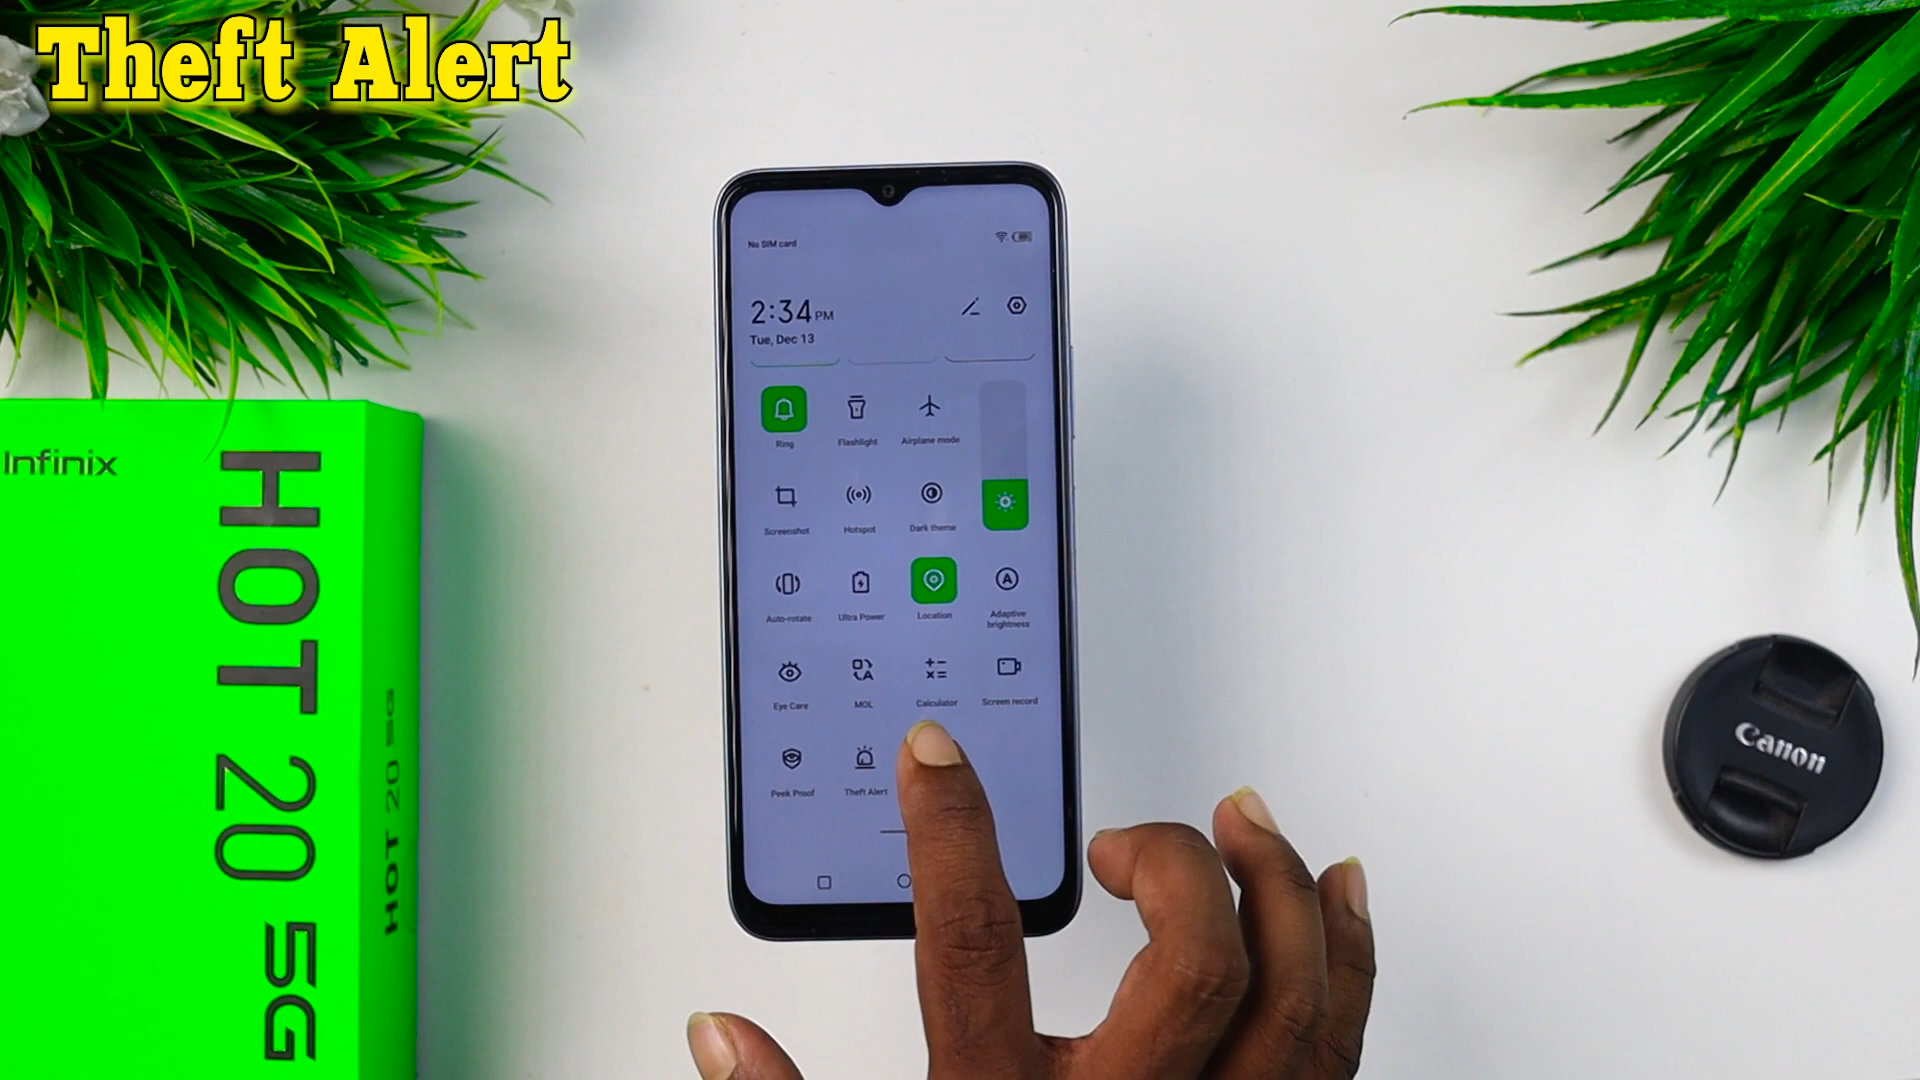 Theft Alert
No SIM card
2:34 PM
Tue, Dec 13
Ring
Flashlight
Airplane mode
Screenshot
Hotspot
Dark theme
Auto-rotate
Ultra Power
Location
Adaptive
brightness
Eye Care
MOL
Calculator
Screen record
Peek Proof
Theft Alert
Infinix
HOT 20 5G
HOT 20 5G
Canon